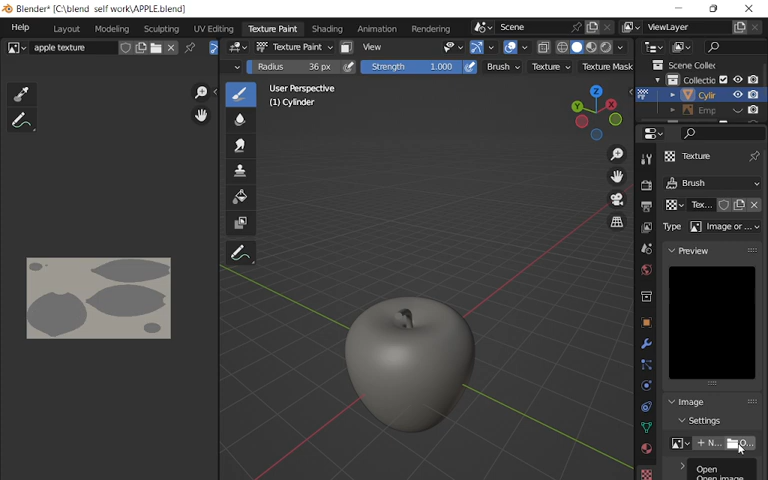 Blender* [C:\blend self work\APPLE.blend]
Help Layout Modeling Sculpting UV Editing Texture Paint Shading Animation Rendering Scene ViewLayer
apple texture Texture Paint View
Radius 36 px Strength 1.000 Brush Texture Texture Mask
User Perspective
(1) Cylinder
Scene Collec
Collectio
Cylir
Emp
Texture
Brush
Tex...
Type Image or ...
Preview
Image
Settings
N... O...
Open
Open image
X
Y
Z